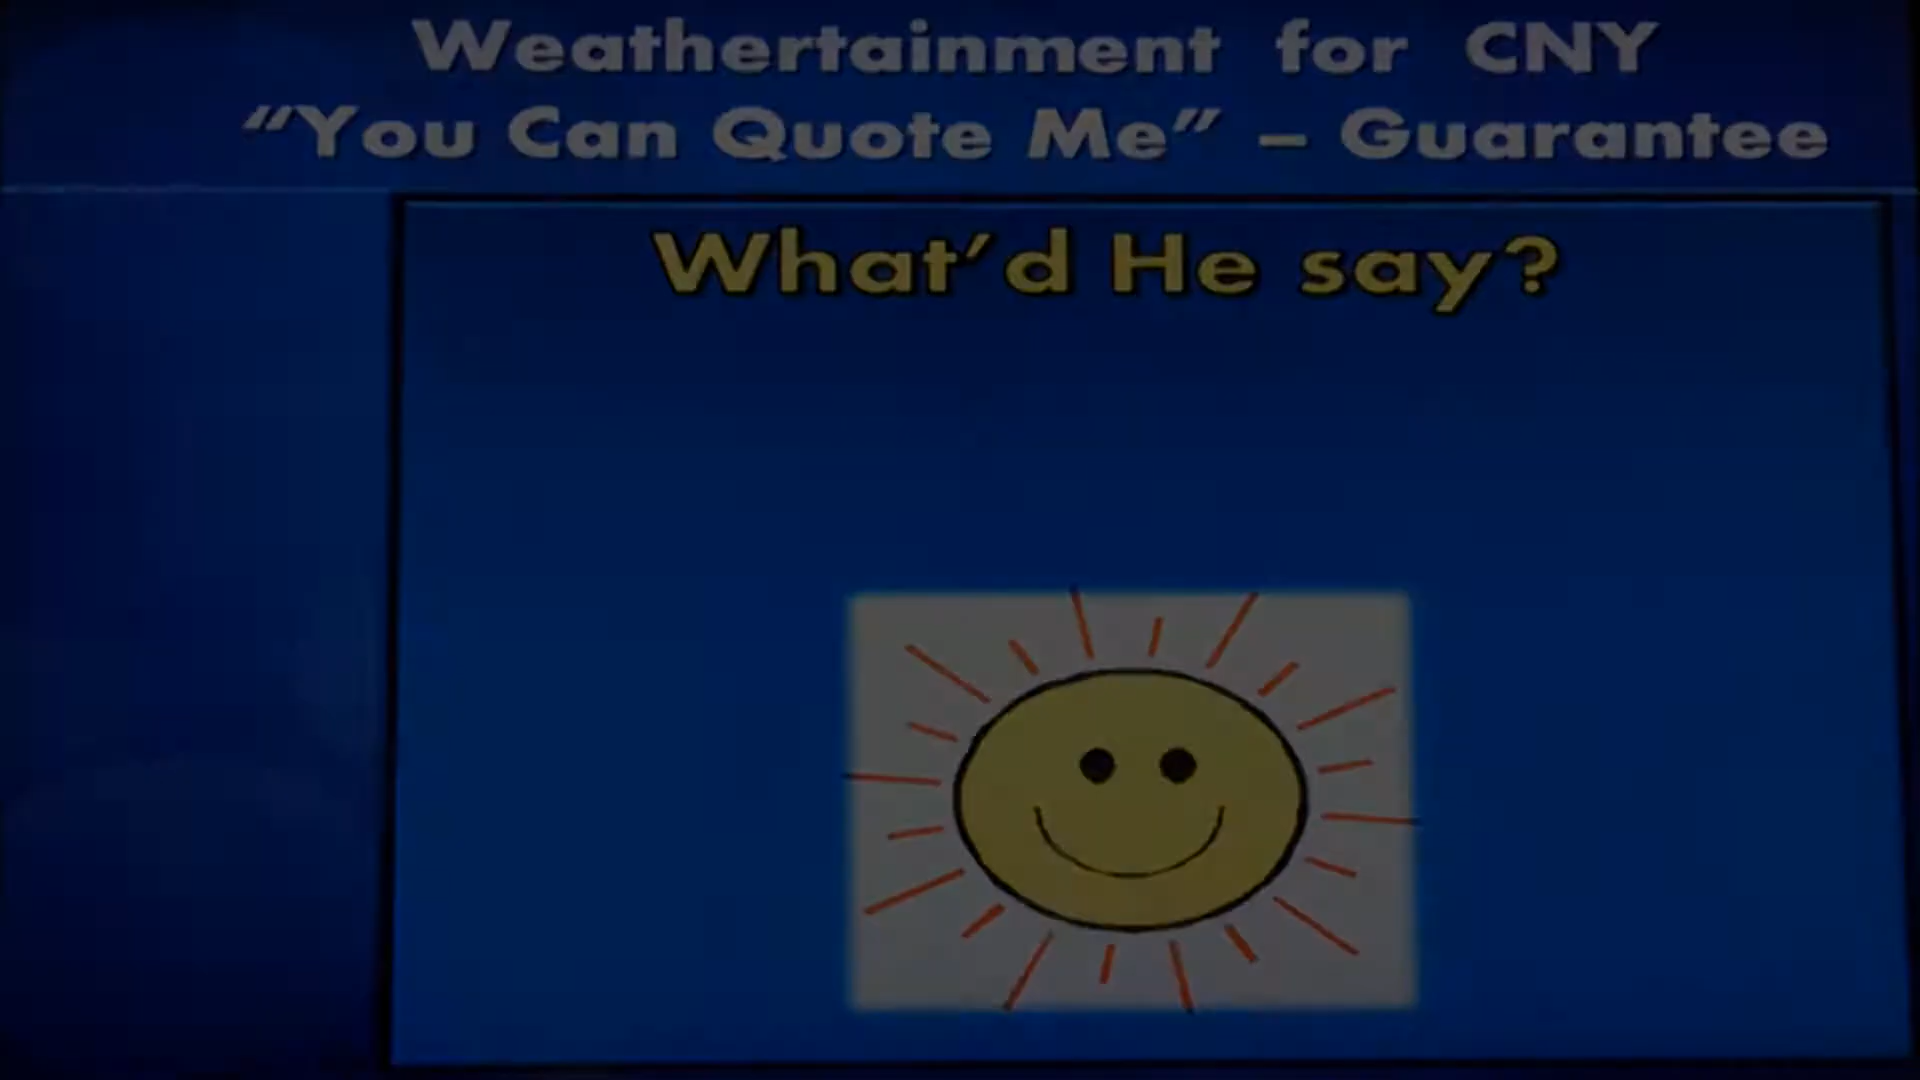 Weathertainment for CNY
“You Can Quote Me” – Guarantee
What’d He say?